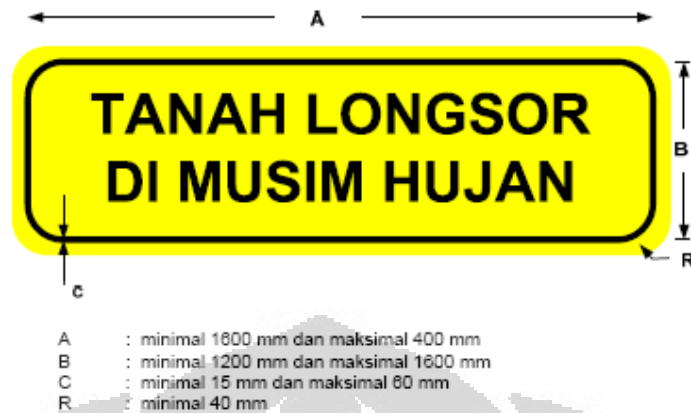 A
TANAH LONGSOR
DI MUSIM HUJAN
B
R
C
A : minimal 1600 mm dan maksimal 400 mm
B : minimal 1200 mm dan maksimal 1600 mm
C : minimal 15 mm dan maksimal 60 mm
R : minimal 40 mm